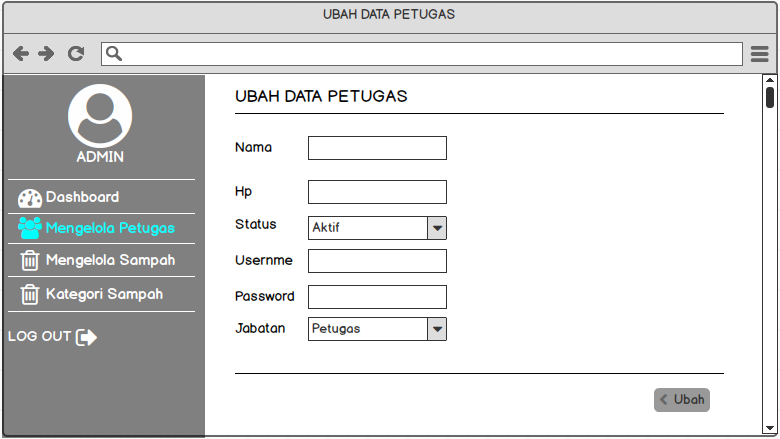 UBAH DATA PETUGAS
ADMIN
Dashboard
Mengelola Petugas
Mengelola Sampah
Kategori Sampah
LOG OUT
UBAH DATA PETUGAS
Nama
Hp
Status Aktif
Usernme
Password
Jabatan Petugas
Ubah